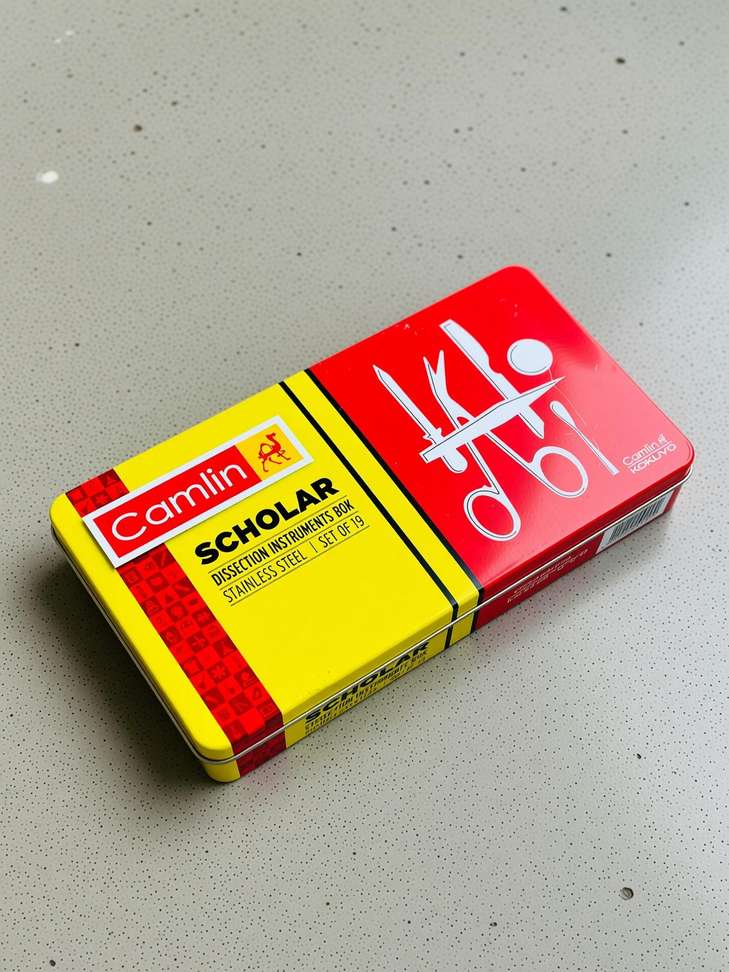 Camlin
SCHOLAR
DISSECTION INSTRUMENTS BOX
STAINLESS STEEL | SET OF 19
Camlin
KOKUYO
SCHOLAR